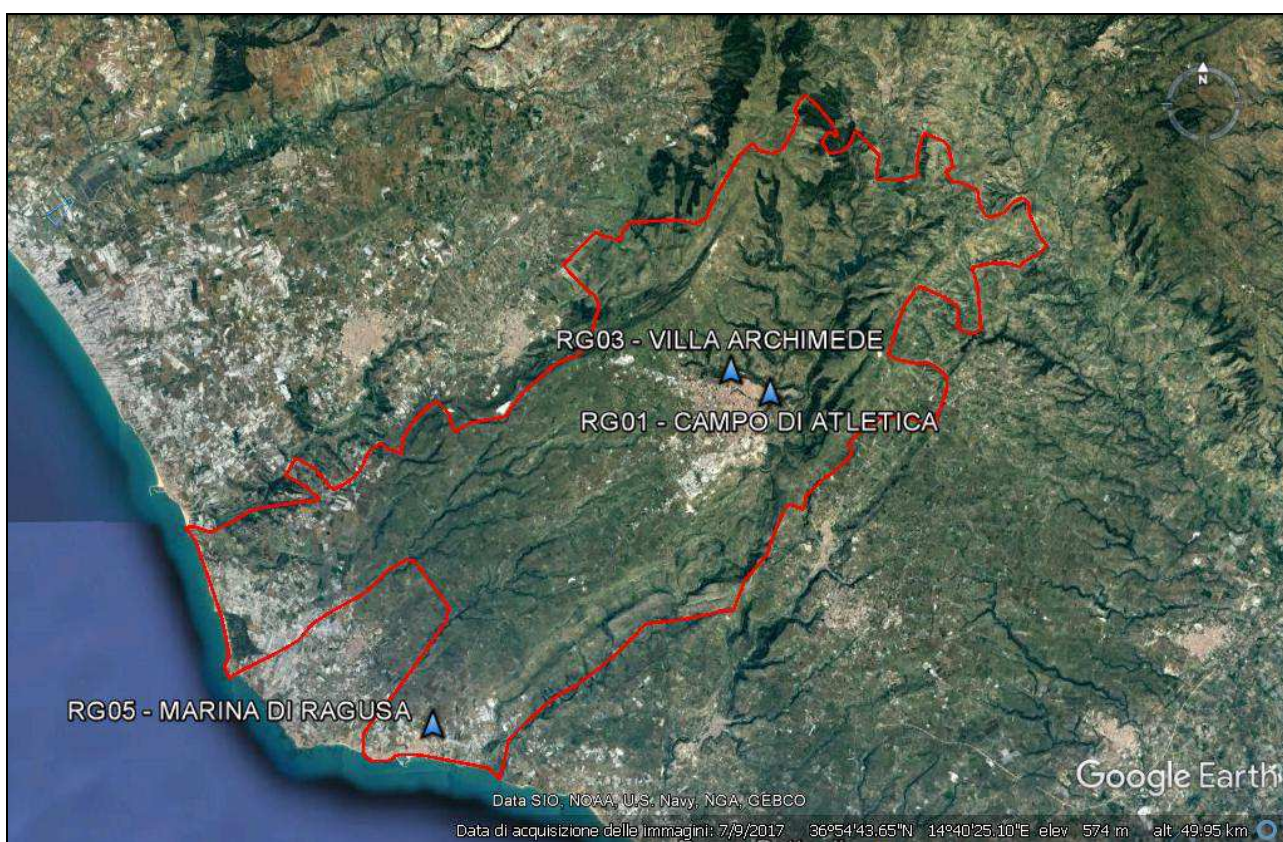 N
RG03 - VILLA ARCHIMEDE
RG01 - CAMPO DI ATLETICA
RG05 - MARINA DI RAGUSA
Google Earth
Data SIO, NOAA, U.S. Navy, NGA, GEBCO
Data di acquisizione delle immagini: 7/9/2017 36°54'43.65"N 14°40'25.10"E elev 574 m alt 49.95 km